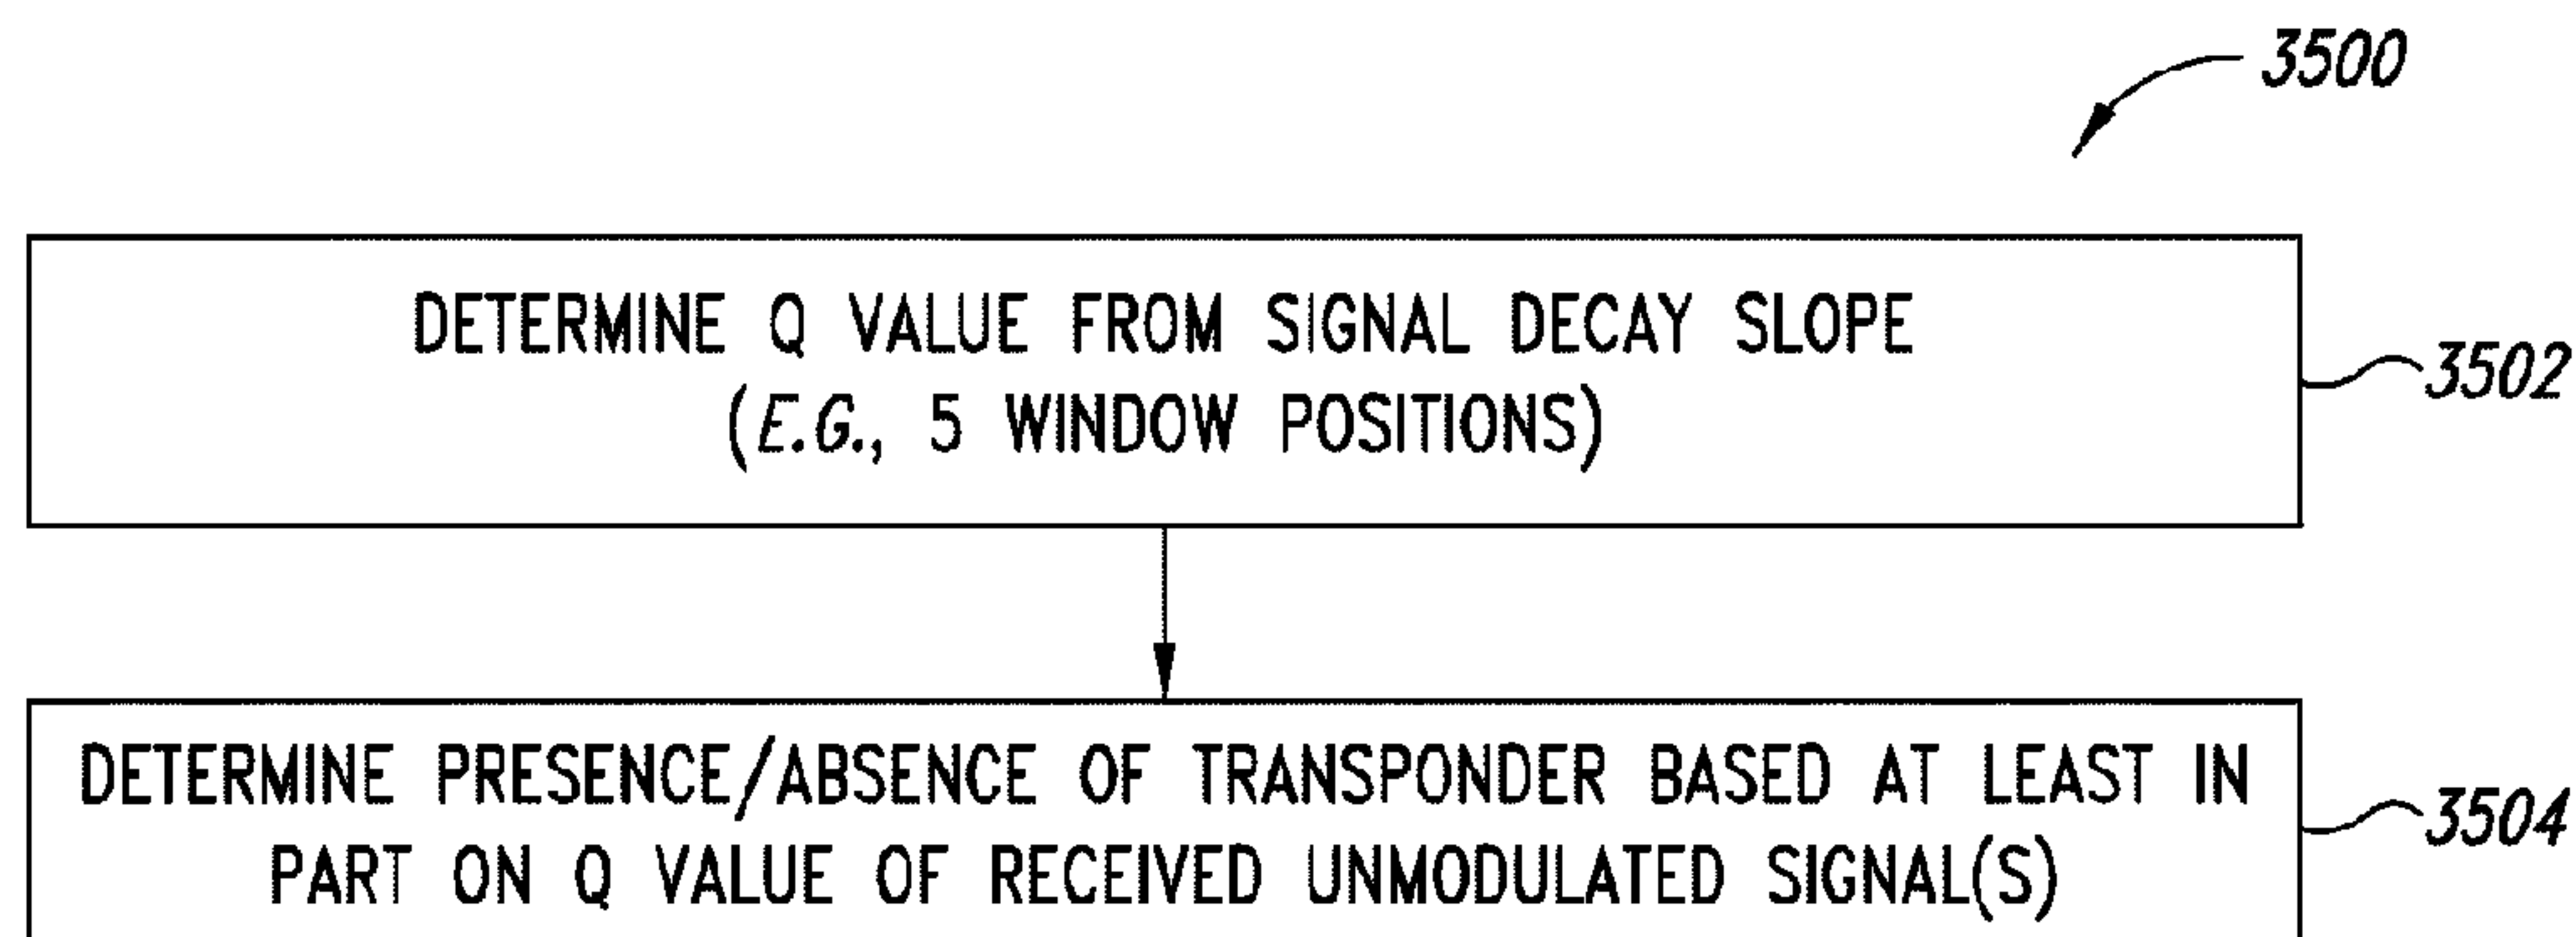 3500
DETERMINE Q VALUE FROM SIGNAL DECAY SLOPE
(E.G., 5 WINDOW POSITIONS)
3502
DETERMINE PRESENCE/ABSENCE OF TRANSPONDER BASED AT LEAST IN
PART ON Q VALUE OF RECEIVED UNMODULATED SIGNAL(S)
3504